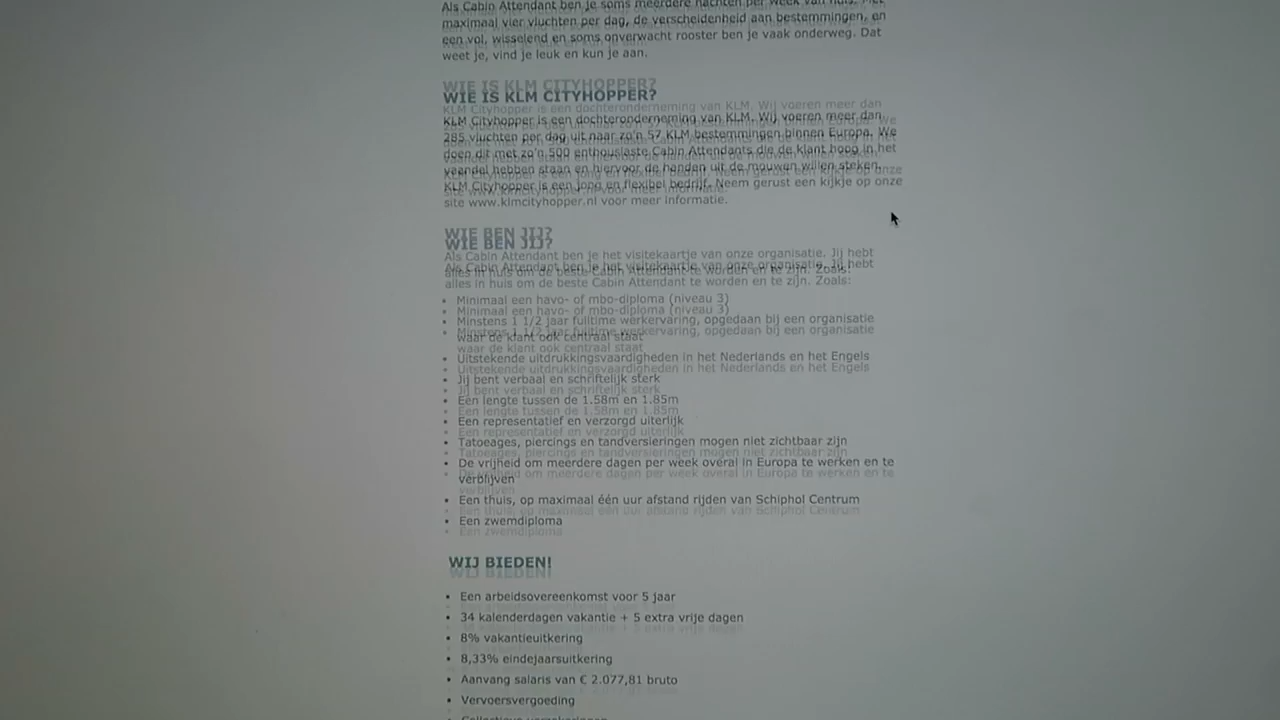 Als Cabin Attendant ben je soms meerdere nachten per week van huis. Met
maximaal vier vluchten per dag, de verscheidenheid aan bestemmingen, en
een vol, wisselend en soms onverwacht rooster ben je vaak onderweg. Dat
weet je, vind je leuk en kun je aan.
WIE IS KLM CITYHOPPER?
KLM Cityhopper is een dochteronderneming van KLM. Wij voeren meer dan
285 vluchten per dag uit naar zo'n 57 KLM bestemmingen binnen Europa. We
doen dit met zo'n 500 enthousiaste Cabin Attendants die de klant hoog in het
vaandel hebben staan en hiervoor de handen uit de mouwen willen steken.
KLM Cityhopper is een jong en flexibel bedrijf. Neem gerust een kijkje op onze
site www.klmcityhopper.nl voor meer informatie.
WIE BEN JIJ?
Als Cabin Attendant ben je het visitekaartje van onze organisatie. Jij hebt
alles in huis om de beste Cabin Attendant te worden en te zijn. Zoals:
• Minimaal een havo- of mbo-diploma (niveau 3)
• Minstens 1 1/2 jaar fulltime werkervaring, opgedaan bij een organisatie
waar de klant ook centraal staat
• Uitstekende uitdrukkingsvaardigheden in het Nederlands en het Engels
• Jij bent verbaal en schriftelijk sterk
• Een lengte tussen de 1.58m en 1.85m
• Een representatief en verzorgd uiterlijk
• Tatoeages, piercings en tandversieringen mogen niet zichtbaar zijn
• De vrijheid om meerdere dagen per week overal in Europa te werken en te
verblijven
• Een thuis, op maximaal één uur afstand rijden van Schiphol Centrum
• Een zwemdiploma
WIJ BIEDEN!
• Een arbeidsovereenkomst voor 5 jaar
• 34 kalenderdagen vakantie + 5 extra vrije dagen
• 8% vakantieuitkering
• 8,33% eindejaarsuitkering
• Aanvang salaris van € 2.077,81 bruto
• Vervoersvergoeding
• Collectieve verzekeringen